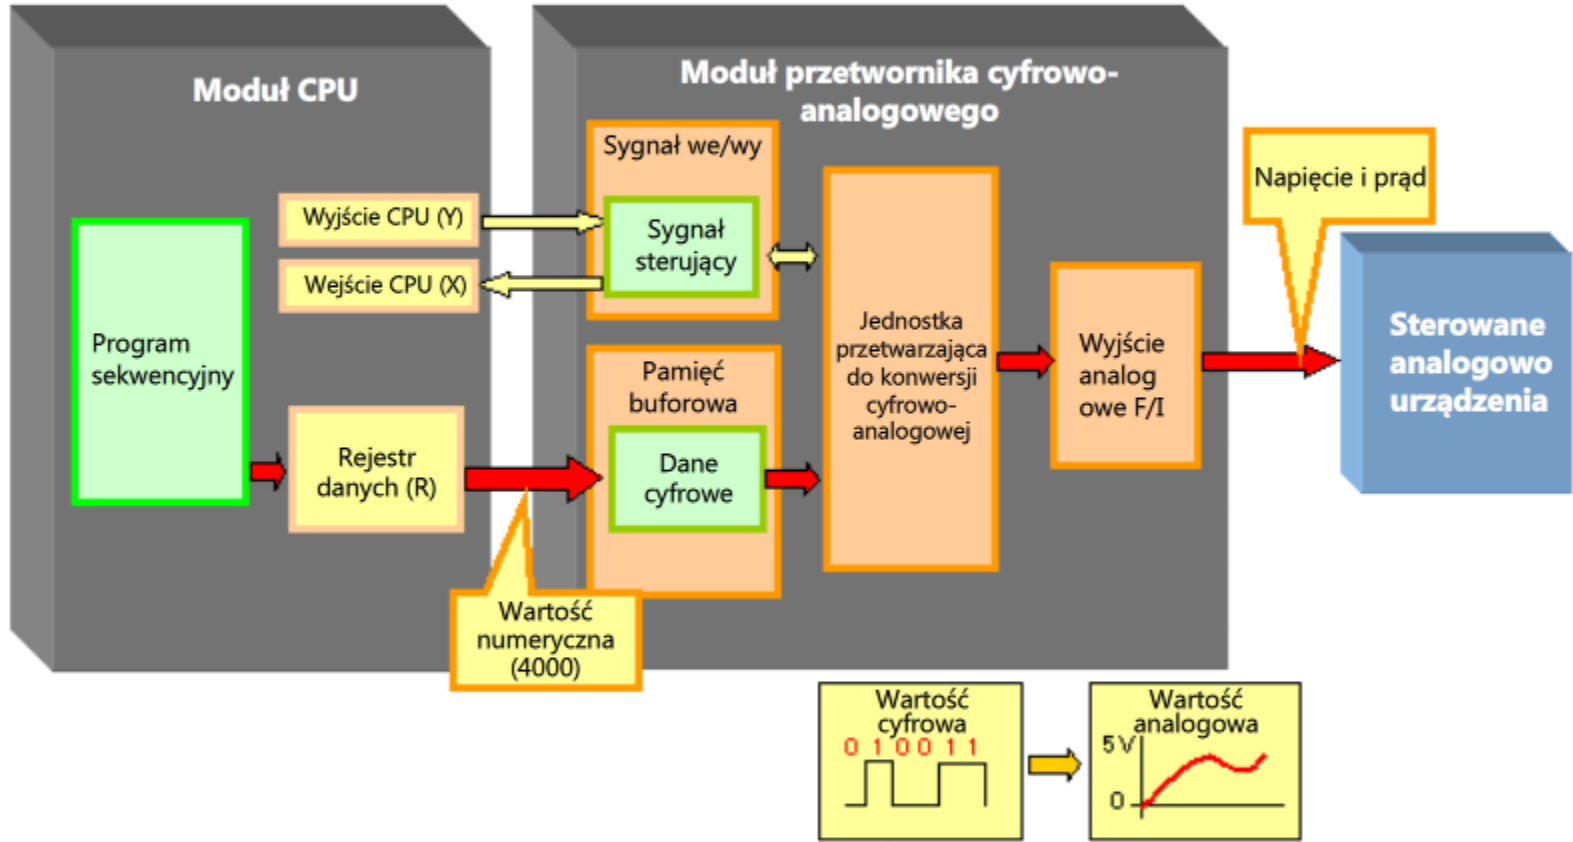 Moduł CPU
Moduł przetwornika cyfrowo-
analogowego
Sygnał we/wy
Napięcie i prąd
Wyjście CPU (Y)
Sygnał
sterujący
Wejście CPU (X)
Program
sekwencyjny
Jednostka
przetwarzająca
do konwersji
cyfrowo-
analogowej
Wyjście
analog
owe F/I
Sterowane
analogowo
urządzenia
Pamięć
buforowa
Rejestr
danych (R)
Dane
cyfrowe
Wartość
numeryczna
(4000)
Wartość
cyfrowa
0 1 0 0 1 1
Wartość
analogowa
5 V
0